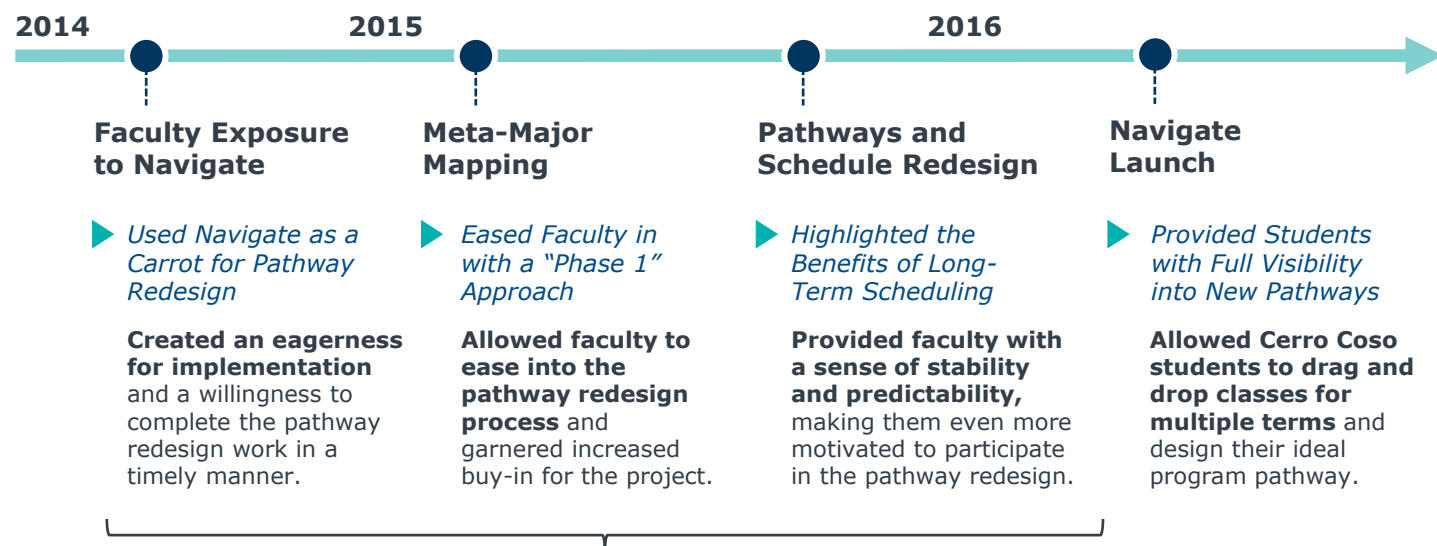 2014
2015
2016
Faculty Exposure
to Navigate
Used Navigate as a
Carrot for Pathway
Redesign
Created an eagerness
for implementation
and a willingness to
complete the pathway
redesign work in a
timely manner.
Meta-Major
Mapping
Eased Faculty in
with a “Phase 1”
Approach
Allowed faculty to
ease into the
pathway redesign
process and
garnered increased
buy-in for the project.
Pathways and
Schedule Redesign
Highlighted the
Benefits of Long-
Term Scheduling
Provided faculty with
a sense of stability
and predictability,
making them even more
motivated to participate
in the pathway redesign.
Navigate
Launch
Provided Students
with Full Visibility
into New Pathways
Allowed Cerro Coso
students to drag and
drop classes for
multiple terms and
design their ideal
program pathway.